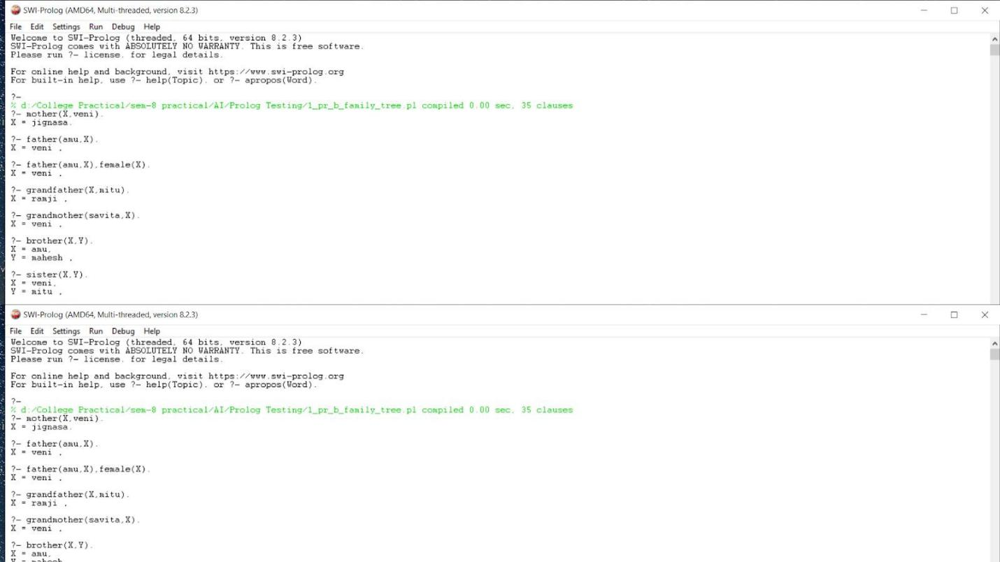 SWI-Prolog (AMD64, Multi-threaded, version 8.2.3)
File Edit Settings Run Debug Help
Welcome to SWI-Prolog (threaded, 64 bits, version 8.2.3)
SWI-Prolog comes with ABSOLUTELY NO WARRANTY. This is free software.
Please run ?- license. for legal details.
For online help and background, visit https://www.swi-prolog.org
For built-in help, use ?- help(Topic). or ?- apropos(Word).
?-
% d:/College Practical/sem-8 practical/AI/Prolog Testing/1_pr_b_family_tree.pl compiled 0.00 sec, 35 clauses
?- mother(X,veni).
X = jignasa.
?- father(amu,X).
X = veni .
?- father(amu,X),female(X).
X = veni .
?- grandfather(X,mitu).
X = ramji .
?- grandmother(savita,X).
X = veni .
?- brother(X,Y).
X = amu,
Y = mahesh .
?- sister(X,Y).
X = veni,
Y = mitu .
SWI-Prolog (AMD64, Multi-threaded, version 8.2.3)
File Edit Settings Run Debug Help
Welcome to SWI-Prolog (threaded, 64 bits, version 8.2.3)
SWI-Prolog comes with ABSOLUTELY NO WARRANTY. This is free software.
Please run ?- license. for legal details.
For online help and background, visit https://www.swi-prolog.org
For built-in help, use ?- help(Topic). or ?- apropos(Word).
?-
% d:/College Practical/sem-8 practical/AI/Prolog Testing/1_pr_b_family_tree.pl compiled 0.00 sec, 35 clauses
?- mother(X,veni).
X = jignasa.
?- father(amu,X).
X = veni .
?- father(amu,X),female(X).
X = veni .
?- grandfather(X,mitu).
X = ramji .
?- grandmother(savita,X).
X = veni .
?- brother(X,Y).
X = amu,
Y = mahesh